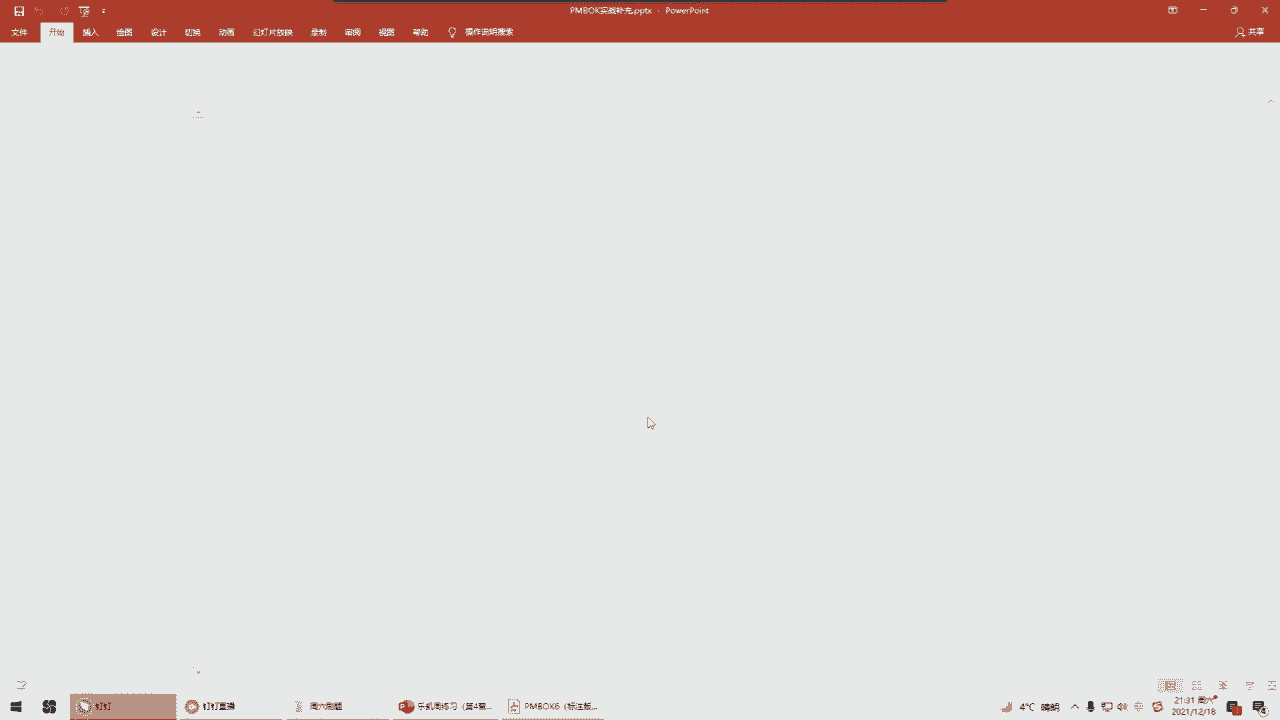 PMBOK实战补充.pptx - PowerPoint
文件 开始 插入 绘图 设计 切换 动画 幻灯片放映 录制 审阅 视图 帮助 操作说明搜索 共享
钉钉 钉钉直播 周六刷题 乐凯周练习（第4章... PMBOK6（标注版... 4°C 晴朗 21:31 周六
2021/12/18